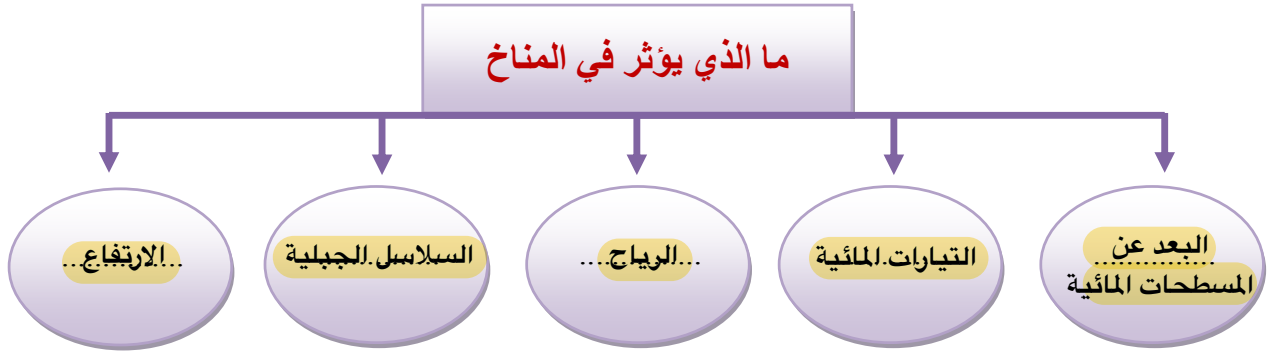 ما الذي يؤثر في المناخ
البعد عن
المسطحات المائية
التيارات المائية
الرياح
السلاسل الجبلية
الارتفاع